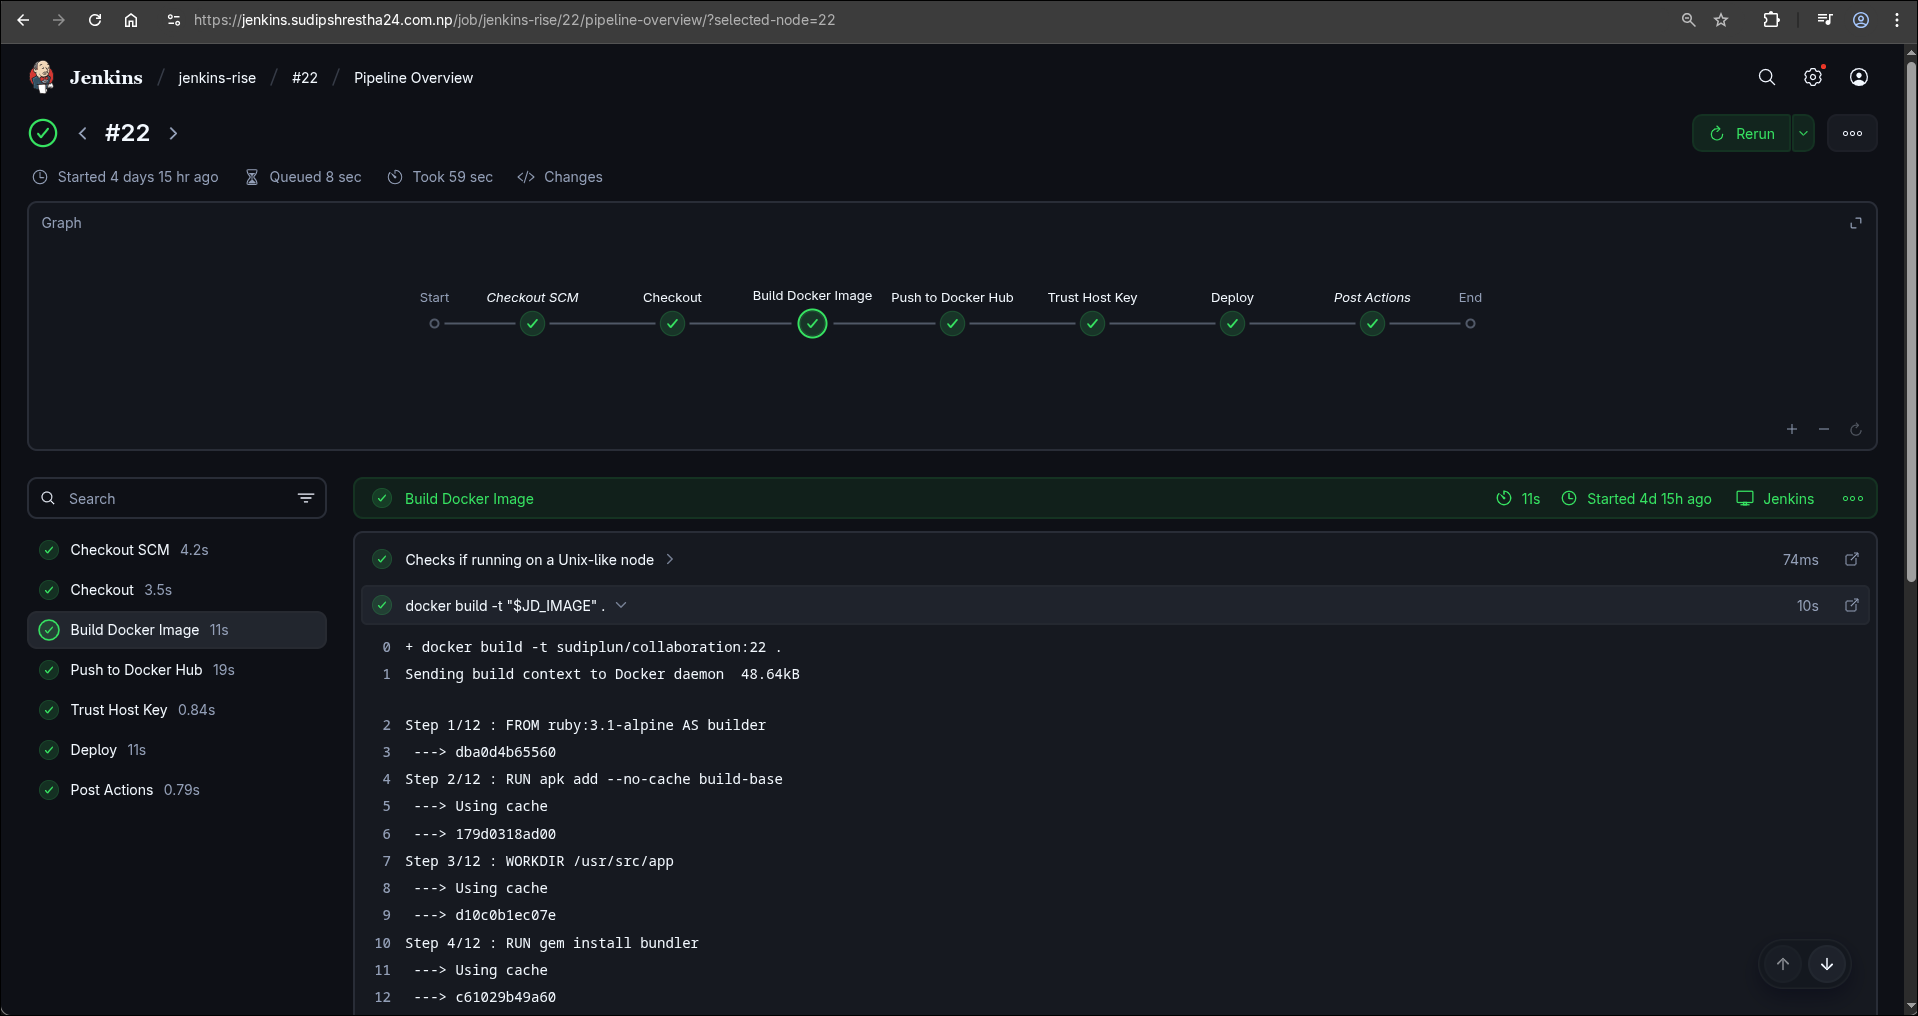 https://jenkins.sudipshrestha24.com.np/job/jenkins-rise/22/pipeline-overview/?selected-node=22
Jenkins / jenkins-rise / #22 / Pipeline Overview
#22
Rerun
Started 4 days 15 hr ago Queued 8 sec Took 59 sec </> Changes
Graph
Start Checkout SCM Checkout Build Docker Image Push to Docker Hub Trust Host Key Deploy Post Actions End
Search
Checkout SCM 4.2s
Checkout 3.5s
Build Docker Image 11s
Push to Docker Hub 19s
Trust Host Key 0.84s
Deploy 11s
Post Actions 0.79s
Build Docker Image 11s Started 4d 15h ago Jenkins
Checks if running on a Unix-like node 74ms
docker build -t "$JD_IMAGE" . 10s
0 + docker build -t sudiplun/collaboration:22 .
1 Sending build context to Docker daemon 48.64kB
2 Step 1/12 : FROM ruby:3.1-alpine AS builder
3 ---> dba0d4b65560
4 Step 2/12 : RUN apk add --no-cache build-base
5 ---> Using cache
6 ---> 179d0318ad00
7 Step 3/12 : WORKDIR /usr/src/app
8 ---> Using cache
9 ---> d10c0b1ec07e
10 Step 4/12 : RUN gem install bundler
11 ---> Using cache
12 ---> c61029b49a60